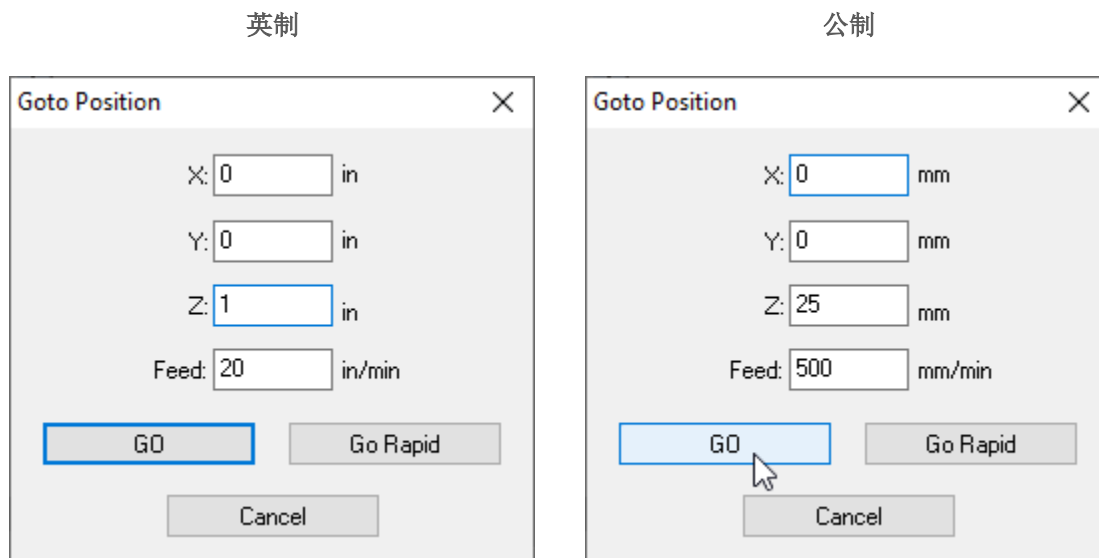 英制
Goto Position
X: 0 in
Y: 0 in
Z: 1 in
Feed: 20 in/min
GO Go Rapid
Cancel
公制
Goto Position
X: 0 mm
Y: 0 mm
Z: 25 mm
Feed: 500 mm/min
GO Go Rapid
Cancel